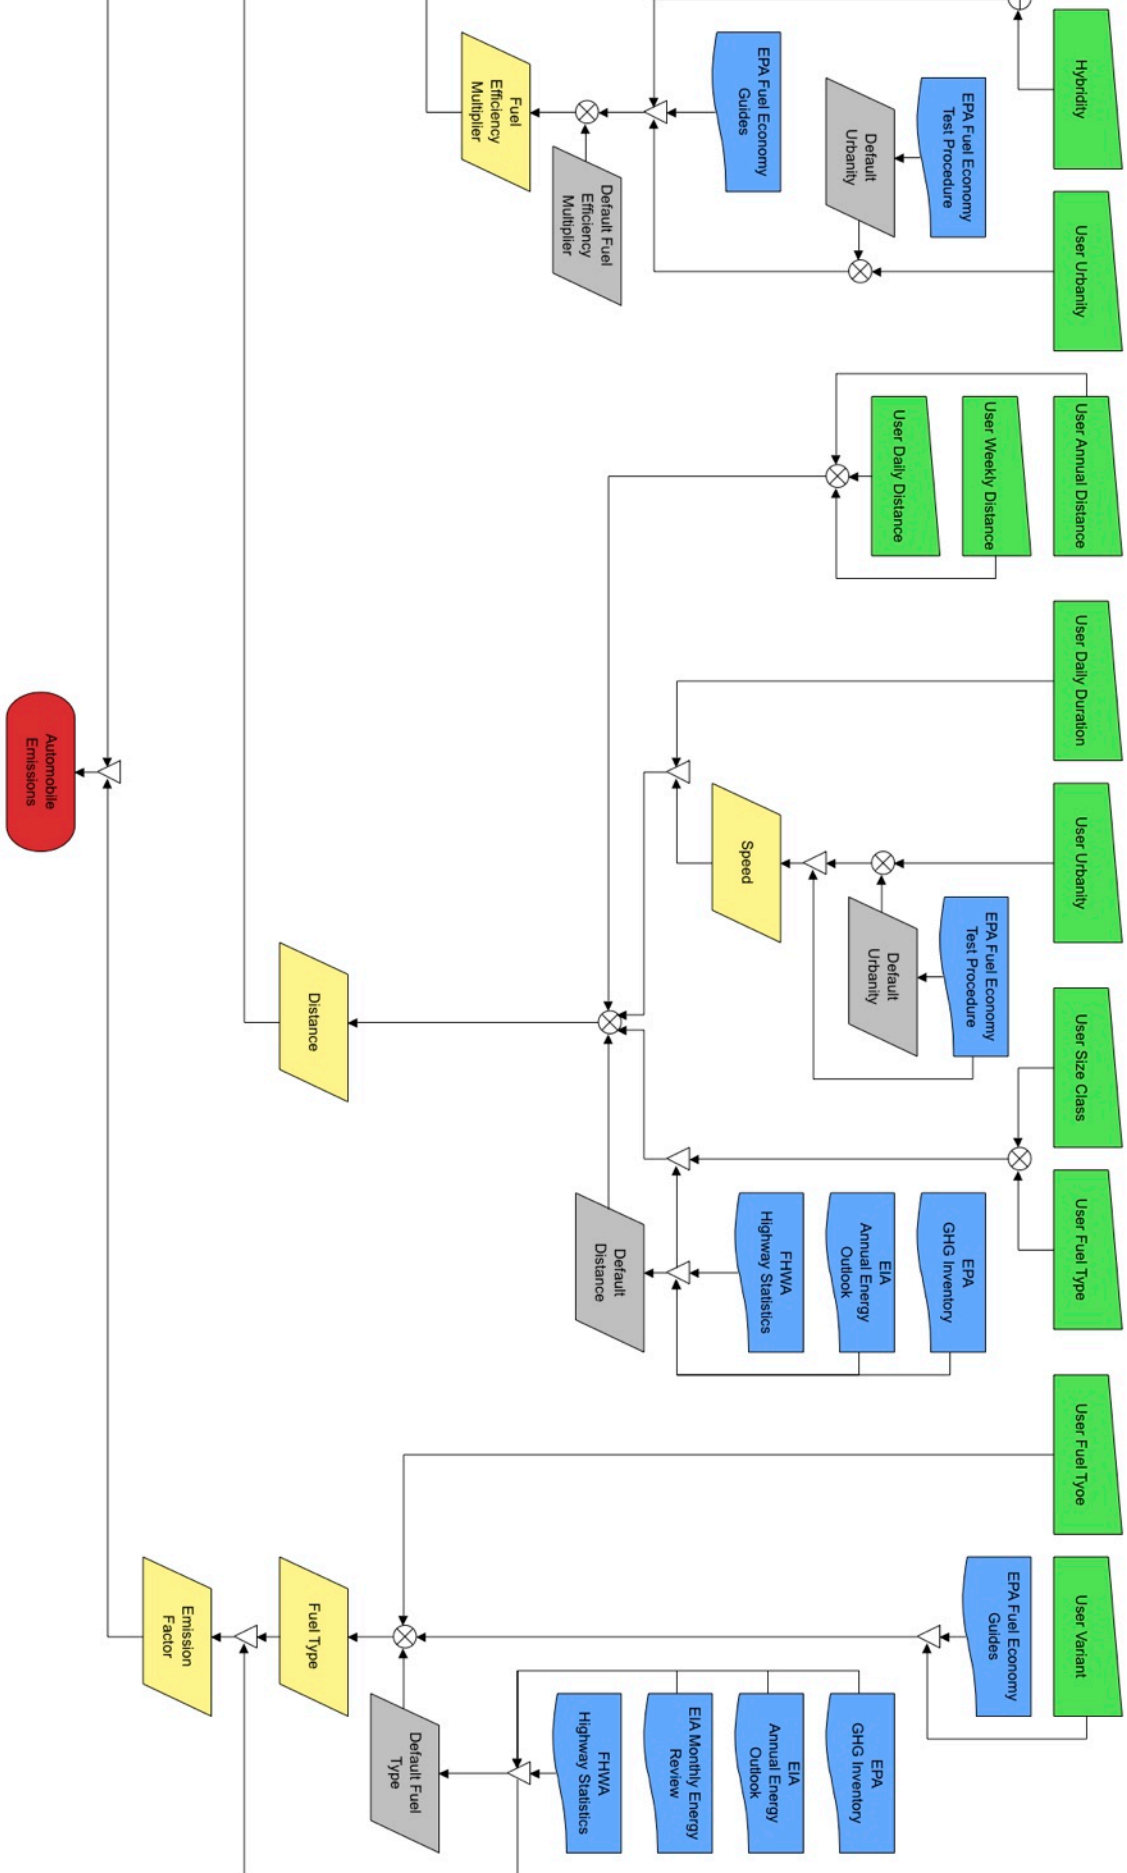 Hybridity
User Urbanity
User Annual Distance
User Daily Duration
User Urbanity
User Size Class
User Fuel Type
User Fuel Tyoe
User Variant
User Weekly Distance
EPA Fuel Economy
Test Procedure
EPA Fuel Economy
Guides
EPA Fuel Economy
Test Procedure
EPA
GHG Inventory
Default
Urbanity
User Daily Distance
Default
Urbanity
EIA
Annual Energy
Outlook
EPA
GHG Inventory
EPA Fuel Economy
Guides
Speed
FHWA
Highway Statistics
EIA
Annual Energy
Outlook
EIA Monthly Energy
Review
Default Fuel
Efficiency
Multiplier
Default
Distance
FHWA
Highway Statistics
Fuel
Efficiency
Multiplier
Default Fuel
Type
Distance
Fuel Type
Emission
Factor
Automobile
Emissions